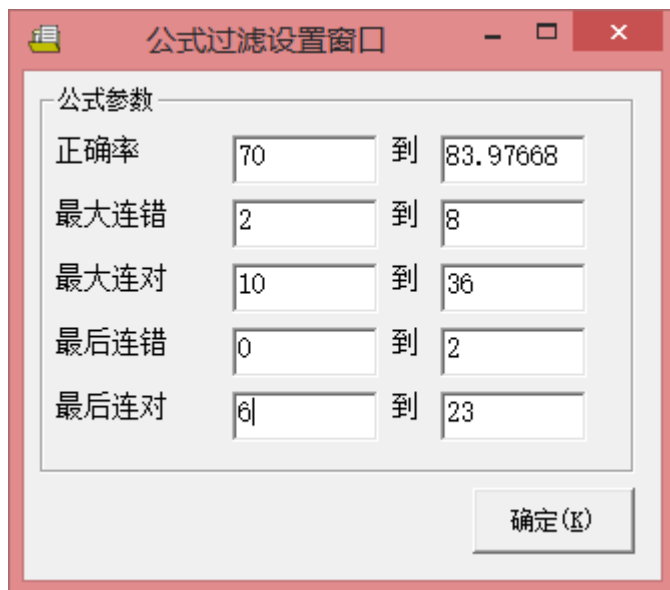 公式过滤设置窗口
公式参数
正确率 70 到 83.97668
最大连错 2 到 8
最大连对 10 到 36
最后连错 0 到 2
最后连对 6 到 23
确定(K)